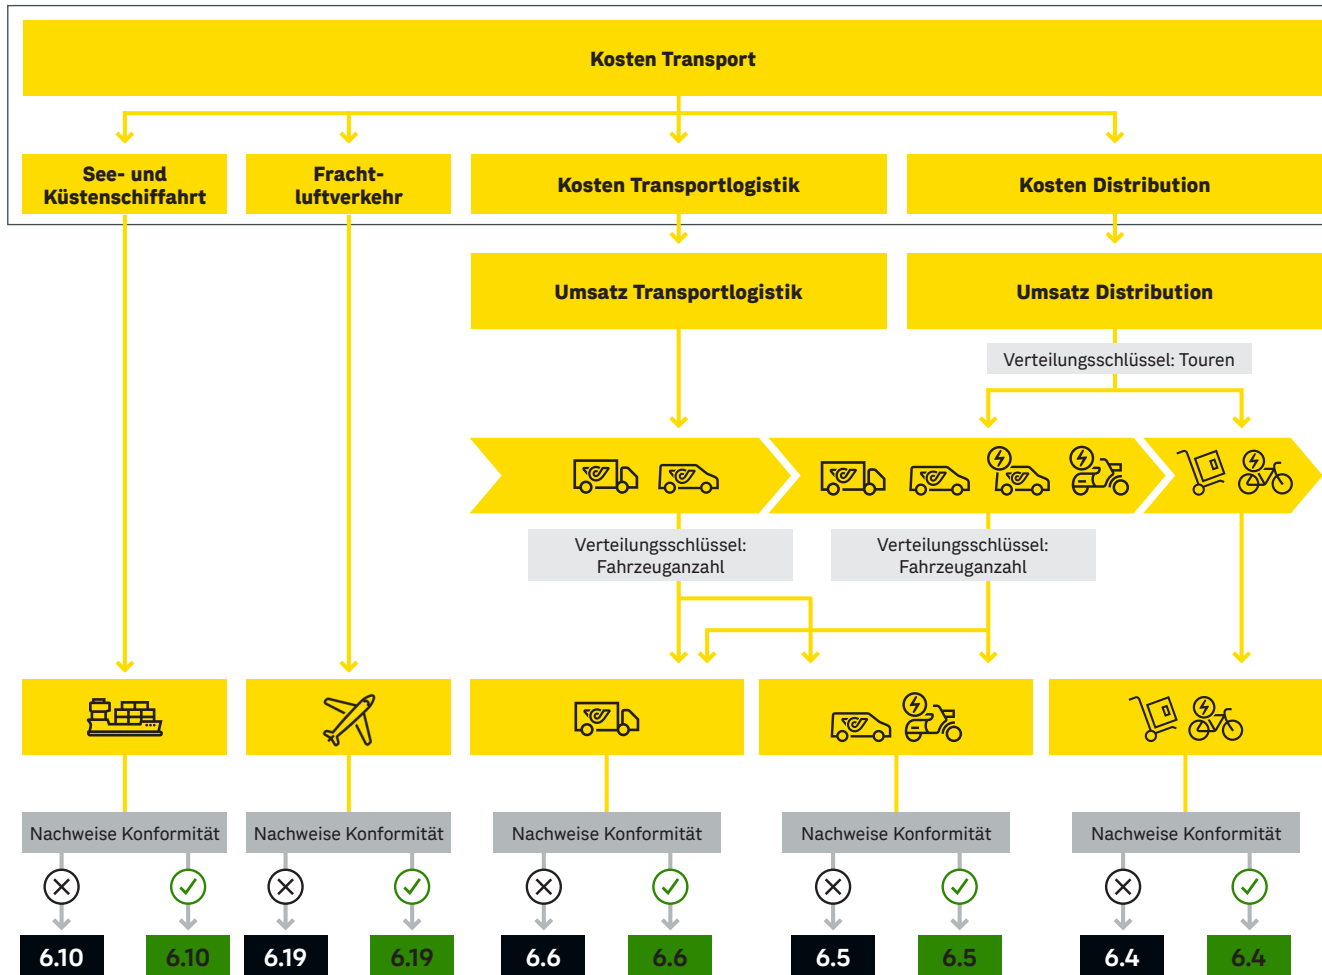 Kosten Transport
See- und
Küstenschiffahrt
Fracht-
luftverkehr
Kosten Transportlogistik
Kosten Distribution
Umsatz Transportlogistik
Umsatz Distribution
Verteilungsschlüssel: Touren
Verteilungsschlüssel:
Fahrzeuganzahl
Verteilungsschlüssel:
Fahrzeuganzahl
Nachweise Konformität
Nachweise Konformität
Nachweise Konformität
Nachweise Konformität
Nachweise Konformität
6.10
6.10
6.19
6.19
6.6
6.6
6.5
6.5
6.4
6.4